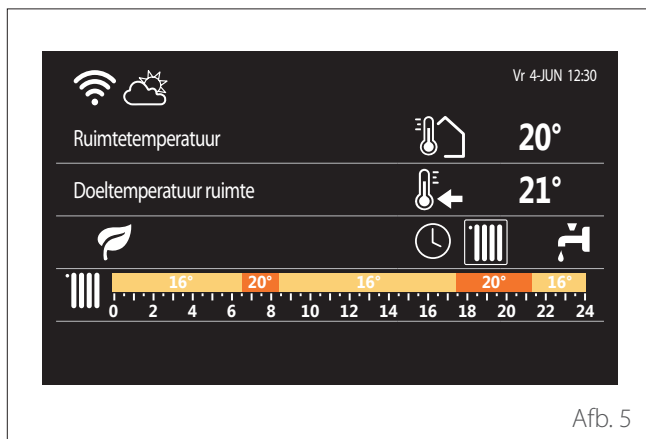 Vr 4-JUN 12:30
Ruimtetemperatuur 20°
Doeltemperatuur ruimte 21°
16° 20° 16° 20° 16°
0 2 4 6 8 10 12 14 16 18 20 22 24
Afb. 5